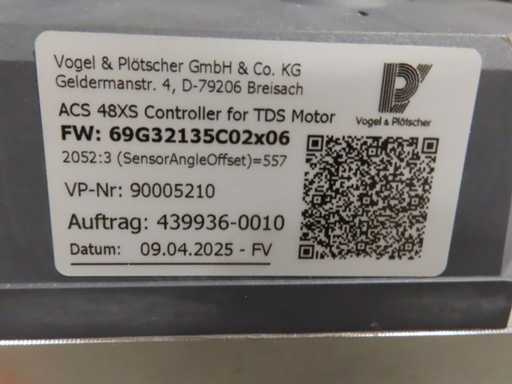 Vogel & Plötscher GmbH & Co. KG
Geldermanstr. 4, D-79206 Breisach
Vogel & Plötscher
ACS 48XS Controller for TDS Motor
FW: 69G32135C02x06
2052:3 (SensorAngleOffset)=557
VP-Nr: 90005210
Auftrag: 439936-0010
Datum: 09.04.2025 - FV